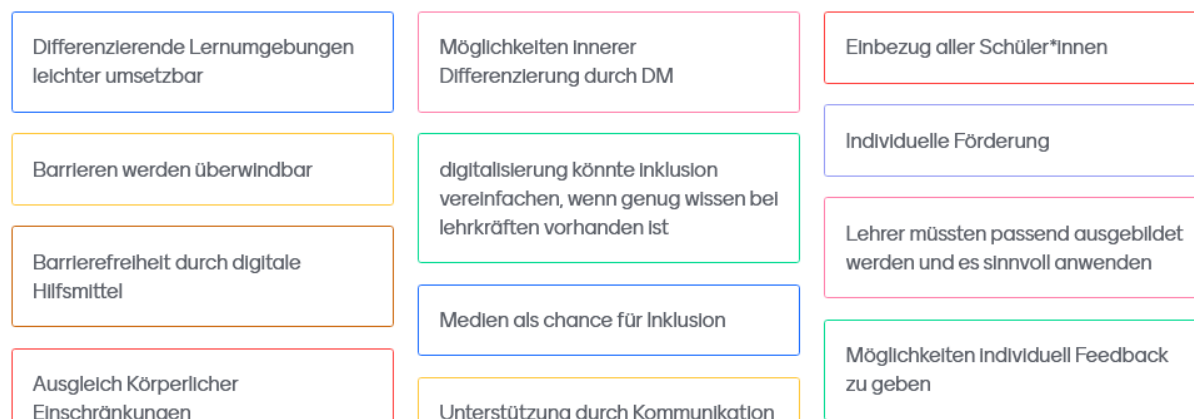 Differenzierende Lernumgebungen
leichter umsetzbar
Barrieren werden überwindbar
Barrierefreiheit durch digitale
Hilfsmittel
Ausgleich Körperlicher
Einschränkungen
Möglichkeiten innerer
Differenzierung durch DM
digitalisierung könnte inklusion
vereinfachen, wenn genug wissen bei
lehrkräften vorhanden ist
Medien als chance für Inklusion
Unterstützung durch Kommunikation
Einbezug aller Schüler*innen
Individuelle Förderung
Lehrer müssten passend ausgebildet
werden und es sinnvoll anwenden
Möglichkeiten individuell Feedback
zu geben